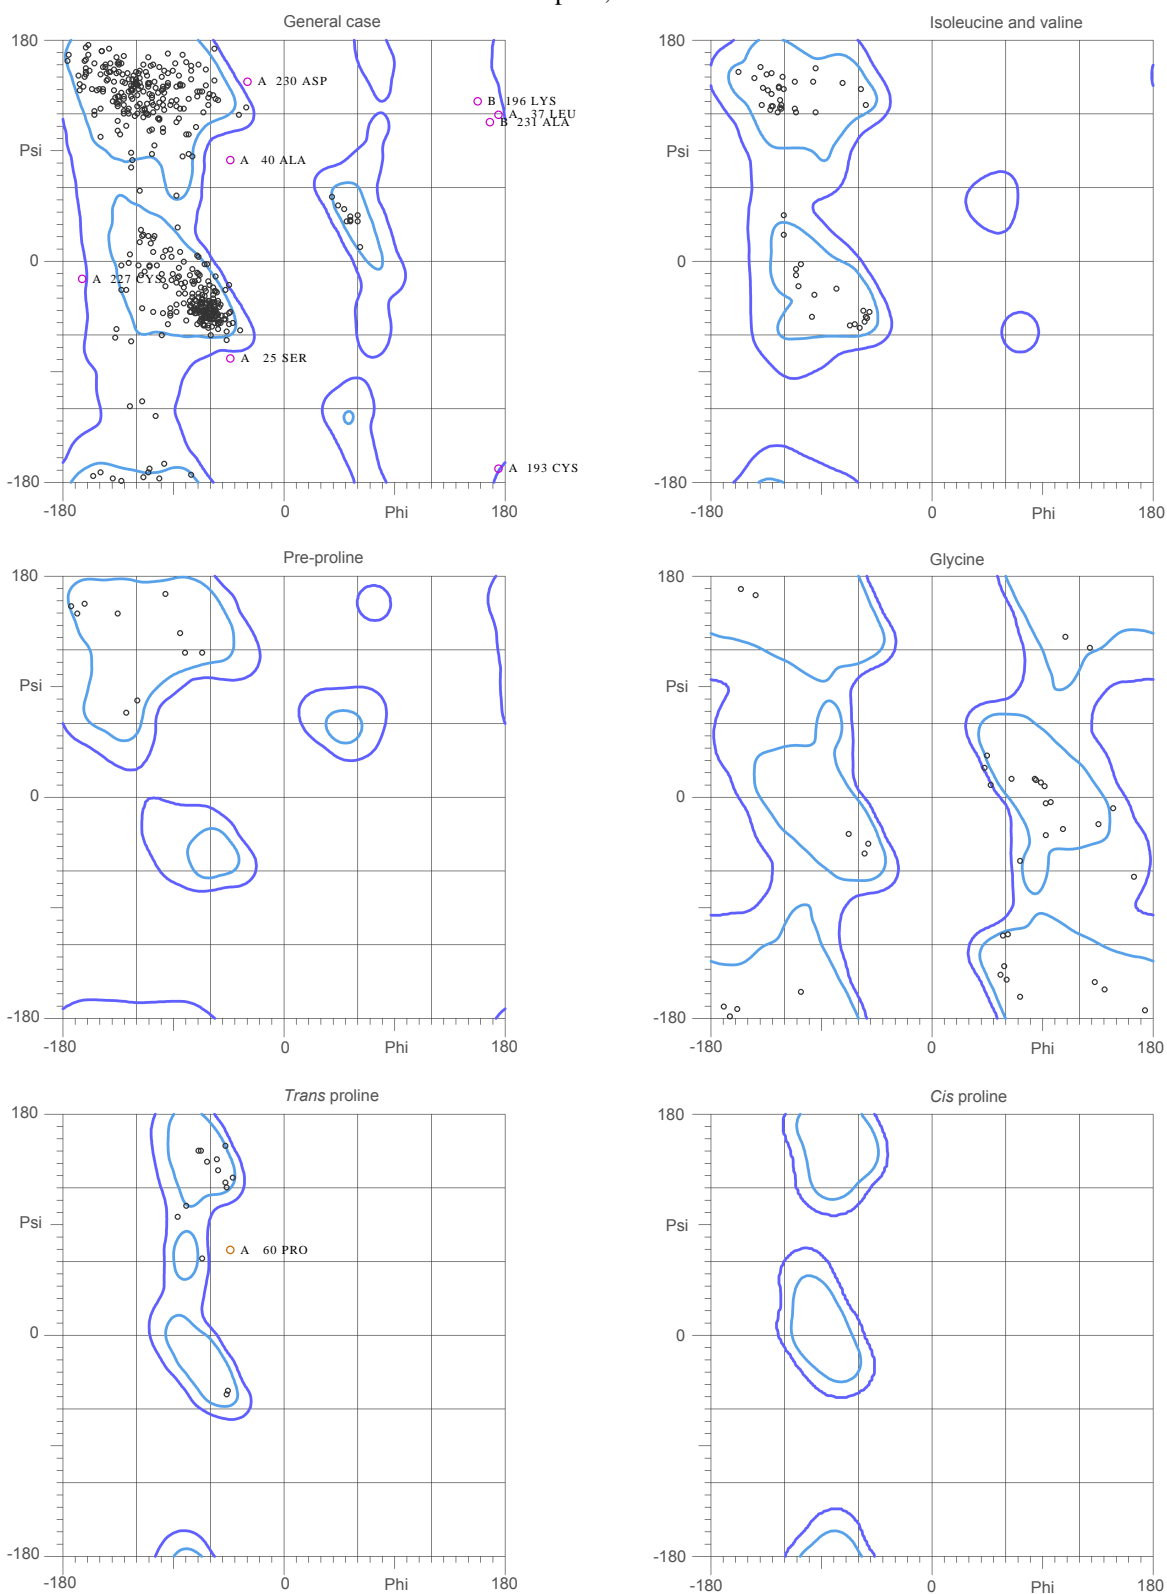 General case
Isoleucine and valine
180
A 230 ASP
B 196 LYS
A 37 LEU
B 231 ALA
Psi
A 40 ALA
0
A 227 CYS
A 25 SER
A 193 CYS
-180
-180
0
Phi
180
180
Psi
0
-180
-180
0
Phi
180
Pre-proline
Glycine
180
Psi
0
-180
-180
0
Phi
180
180
Psi
0
-180
-180
0
Phi
180
Trans proline
Cis proline
180
Psi
A 60 PRO
0
-180
-180
0
Phi
180
180
Psi
0
-180
-180
0
Phi
180